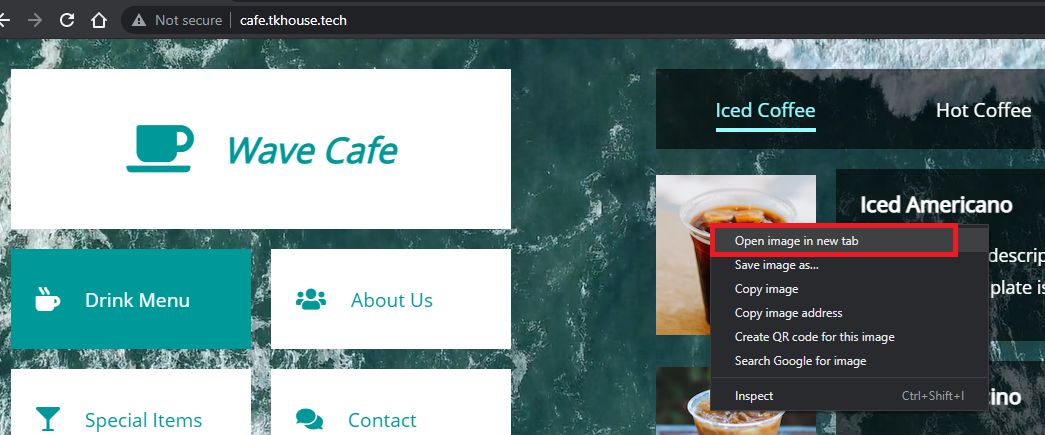 Not secure cafe.tkhouse.tech
Wave Cafe
Drink Menu
About Us
Special Items
Contact
Iced Coffee
Hot Coffee
Iced Americano
descrip
plate is
Open image in new tab
Save image as...
Copy image
Copy image address
Create QR code for this image
Search Google for image
Inspect Ctrl+Shift+I
ino